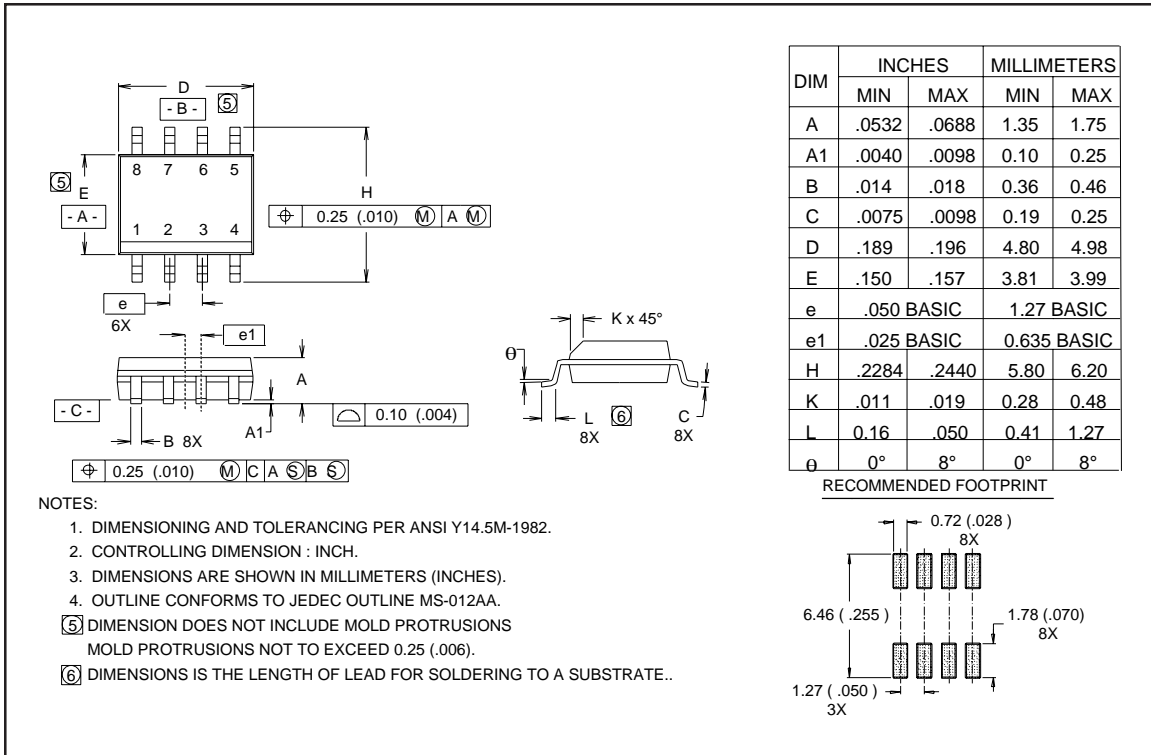 D
- B -
5
8 7 6 5
5
E
- A -
H
⌖ 0.25 (.010) Ⓜ A Ⓜ
1 2 3 4
e
6X
e1
K x 45°
θ
A
- C -
A1
⌓ 0.10 (.004)
B 8X
L 6
8X
C
8X
⌖ 0.25 (.010) Ⓜ C A Ⓢ B Ⓢ
DIM INCHES MILLIMETERS
MIN MAX MIN MAX
A .0532 .0688 1.35 1.75
A1 .0040 .0098 0.10 0.25
B .014 .018 0.36 0.46
C .0075 .0098 0.19 0.25
D .189 .196 4.80 4.98
E .150 .157 3.81 3.99
e .050 BASIC 1.27 BASIC
e1 .025 BASIC 0.635 BASIC
H .2284 .2440 5.80 6.20
K .011 .019 0.28 0.48
L 0.16 .050 0.41 1.27
θ 0° 8° 0° 8°
NOTES:
1. DIMENSIONING AND TOLERANCING PER ANSI Y14.5M-1982.
2. CONTROLLING DIMENSION : INCH.
3. DIMENSIONS ARE SHOWN IN MILLIMETERS (INCHES).
4. OUTLINE CONFORMS TO JEDEC OUTLINE MS-012AA.
5 DIMENSION DOES NOT INCLUDE MOLD PROTRUSIONS
MOLD PROTRUSIONS NOT TO EXCEED 0.25 (.006).
6 DIMENSIONS IS THE LENGTH OF LEAD FOR SOLDERING TO A SUBSTRATE..
RECOMMENDED FOOTPRINT
0.72 (.028 )
8X
6.46 ( .255)
1.78 (.070)
8X
1.27 ( .050 )
3X